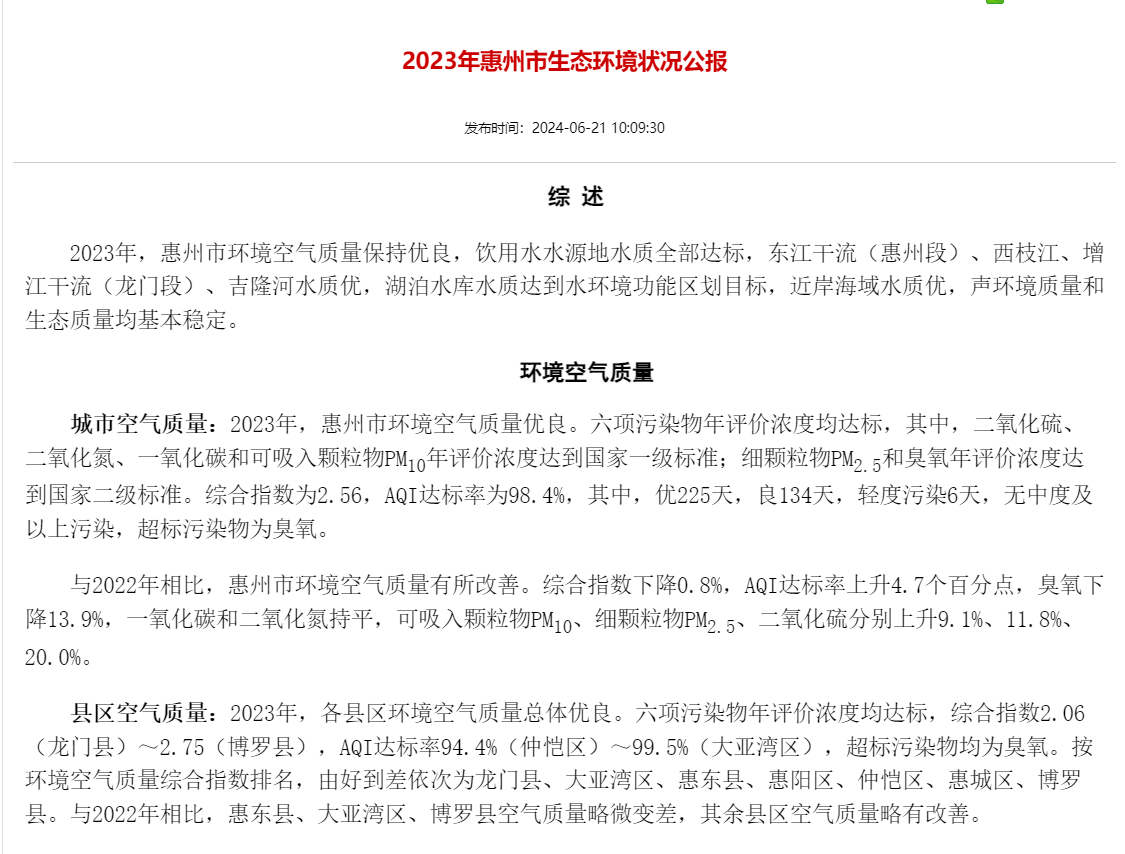 2023年惠州市生态环境状况公报
发布时间：2024-06-21 10:09:30
综 述
2023年，惠州市环境空气质量保持优良，饮用水水源地水质全部达标，东江干流（惠州段）、西枝江、增
江干流（龙门段）、吉隆河水质优，湖泊水库水质达到水环境功能区划目标，近岸海域水质优，声环境质量和
生态质量均基本稳定。
环境空气质量
城市空气质量：2023年，惠州市环境空气质量优良。六项污染物年评价浓度均达标，其中，二氧化硫、
二氧化氮、一氧化碳和可吸入颗粒物PM10年评价浓度达到国家一级标准；细颗粒物PM2.5和臭氧年评价浓度达
到国家二级标准。综合指数为2.56，AQI达标率为98.4%，其中，优225天，良134天，轻度污染6天，无中度及
以上污染，超标污染物为臭氧。
与2022年相比，惠州市环境空气质量有所改善。综合指数下降0.8%，AQI达标率上升4.7个百分点，臭氧下
降13.9%，一氧化碳和二氧化氮持平，可吸入颗粒物PM10、细颗粒物PM2.5、二氧化硫分别上升9.1%、11.8%、
20.0%。
县区空气质量：2023年，各县区环境空气质量总体优良。六项污染物年评价浓度均达标，综合指数2.06
（龙门县）～2.75（博罗县），AQI达标率94.4%（仲恺区）～99.5%（大亚湾区），超标污染物均为臭氧。按
环境空气质量综合指数排名，由好到差依次为龙门县、大亚湾区、惠东县、惠阳区、仲恺区、惠城区、博罗
县。与2022年相比，惠东县、大亚湾区、博罗县空气质量略微变差，其余县区空气质量略有改善。